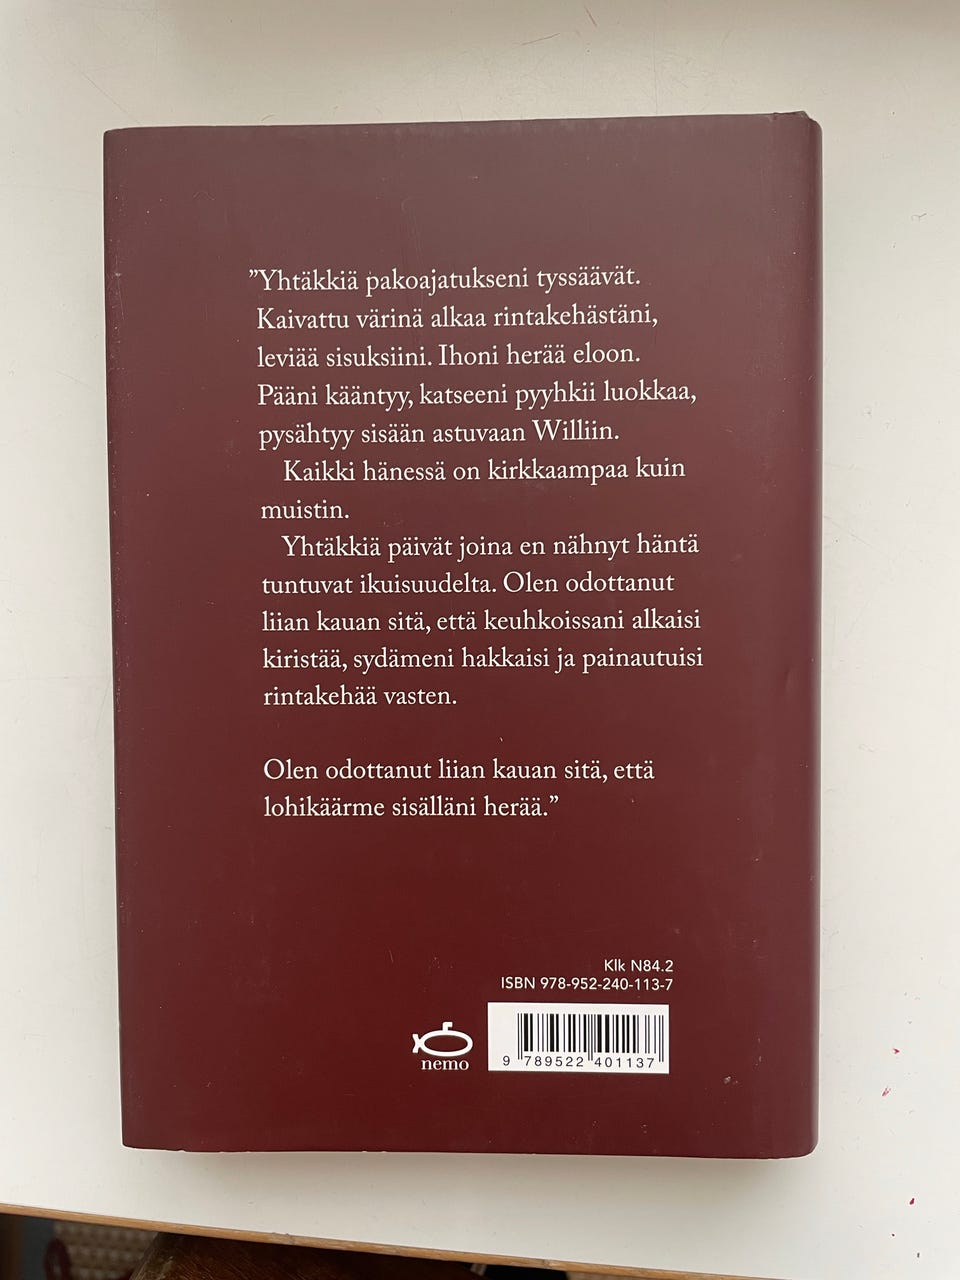 ”Yhtäkkiä pakoajatukseni tyssäävät.
Kaivattu värinä alkaa rintakehästäni,
leviää sisuksiini. Ihoni herää eloon.
Pääni kääntyy, katseeni pyyhkii luokkaa,
pysähtyy sisään astuvaan Williin.
Kaikki hänessä on kirkkaampaa kuin
muistin.
Yhtäkkiä päivät joina en nähnyt häntä
tuntuvat ikuisuudelta. Olen odottanut
liian kauan sitä, että keuhkoissani alkaisi
kiristää, sydämeni hakkaisi ja painautuisi
rintakehää vasten.
Olen odottanut liian kauan sitä, että
lohikäärme sisälläni herää.”
Klk N84.2
ISBN 978-952-240-113-7
nemo
9 789522 401137